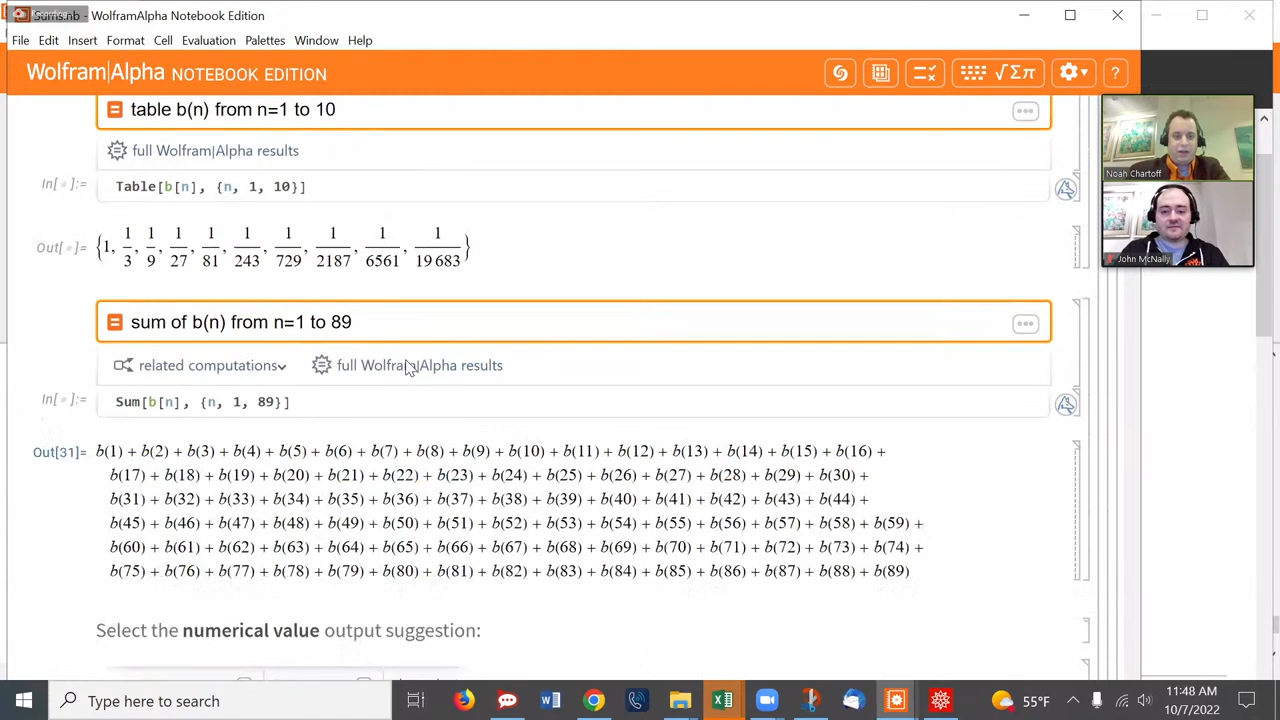 Recording
Sums.nb - WolframAlpha Notebook Edition
File Edit Insert Format Cell Evaluation Palettes Window Help
Wolfram|Alpha NOTEBOOK EDITION
√Σπ
?
table b(n) from n=1 to 10
full Wolfram|Alpha results
In[ ]:= Table[b[n], {n, 1, 10}]
Out[ ]= {1, 1/3, 1/9, 1/27, 1/81, 1/243, 1/729, 1/2187, 1/6561, 1/19 683}
sum of b(n) from n=1 to 89
related computations full Wolfram|Alpha results
In[ ]:= Sum[b[n], {n, 1, 89}]
Out[31]= b(1) + b(2) + b(3) + b(4) + b(5) + b(6) + b(7) + b(8) + b(9) + b(10) + b(11) + b(12) + b(13) + b(14) + b(15) + b(16) +
b(17) + b(18) + b(19) + b(20) + b(21) + b(22) + b(23) + b(24) + b(25) + b(26) + b(27) + b(28) + b(29) + b(30) +
b(31) + b(32) + b(33) + b(34) + b(35) + b(36) + b(37) + b(38) + b(39) + b(40) + b(41) + b(42) + b(43) + b(44) +
b(45) + b(46) + b(47) + b(48) + b(49) + b(50) + b(51) + b(52) + b(53) + b(54) + b(55) + b(56) + b(57) + b(58) + b(59) +
b(60) + b(61) + b(62) + b(63) + b(64) + b(65) + b(66) + b(67) + b(68) + b(69) + b(70) + b(71) + b(72) + b(73) + b(74) +
b(75) + b(76) + b(77) + b(78) + b(79) + b(80) + b(81) + b(82) + b(83) + b(84) + b(85) + b(86) + b(87) + b(88) + b(89)
Select the numerical value output suggestion:
Noah Chartoff
John McNally
Type here to search
55°F
11:48 AM
10/7/2022